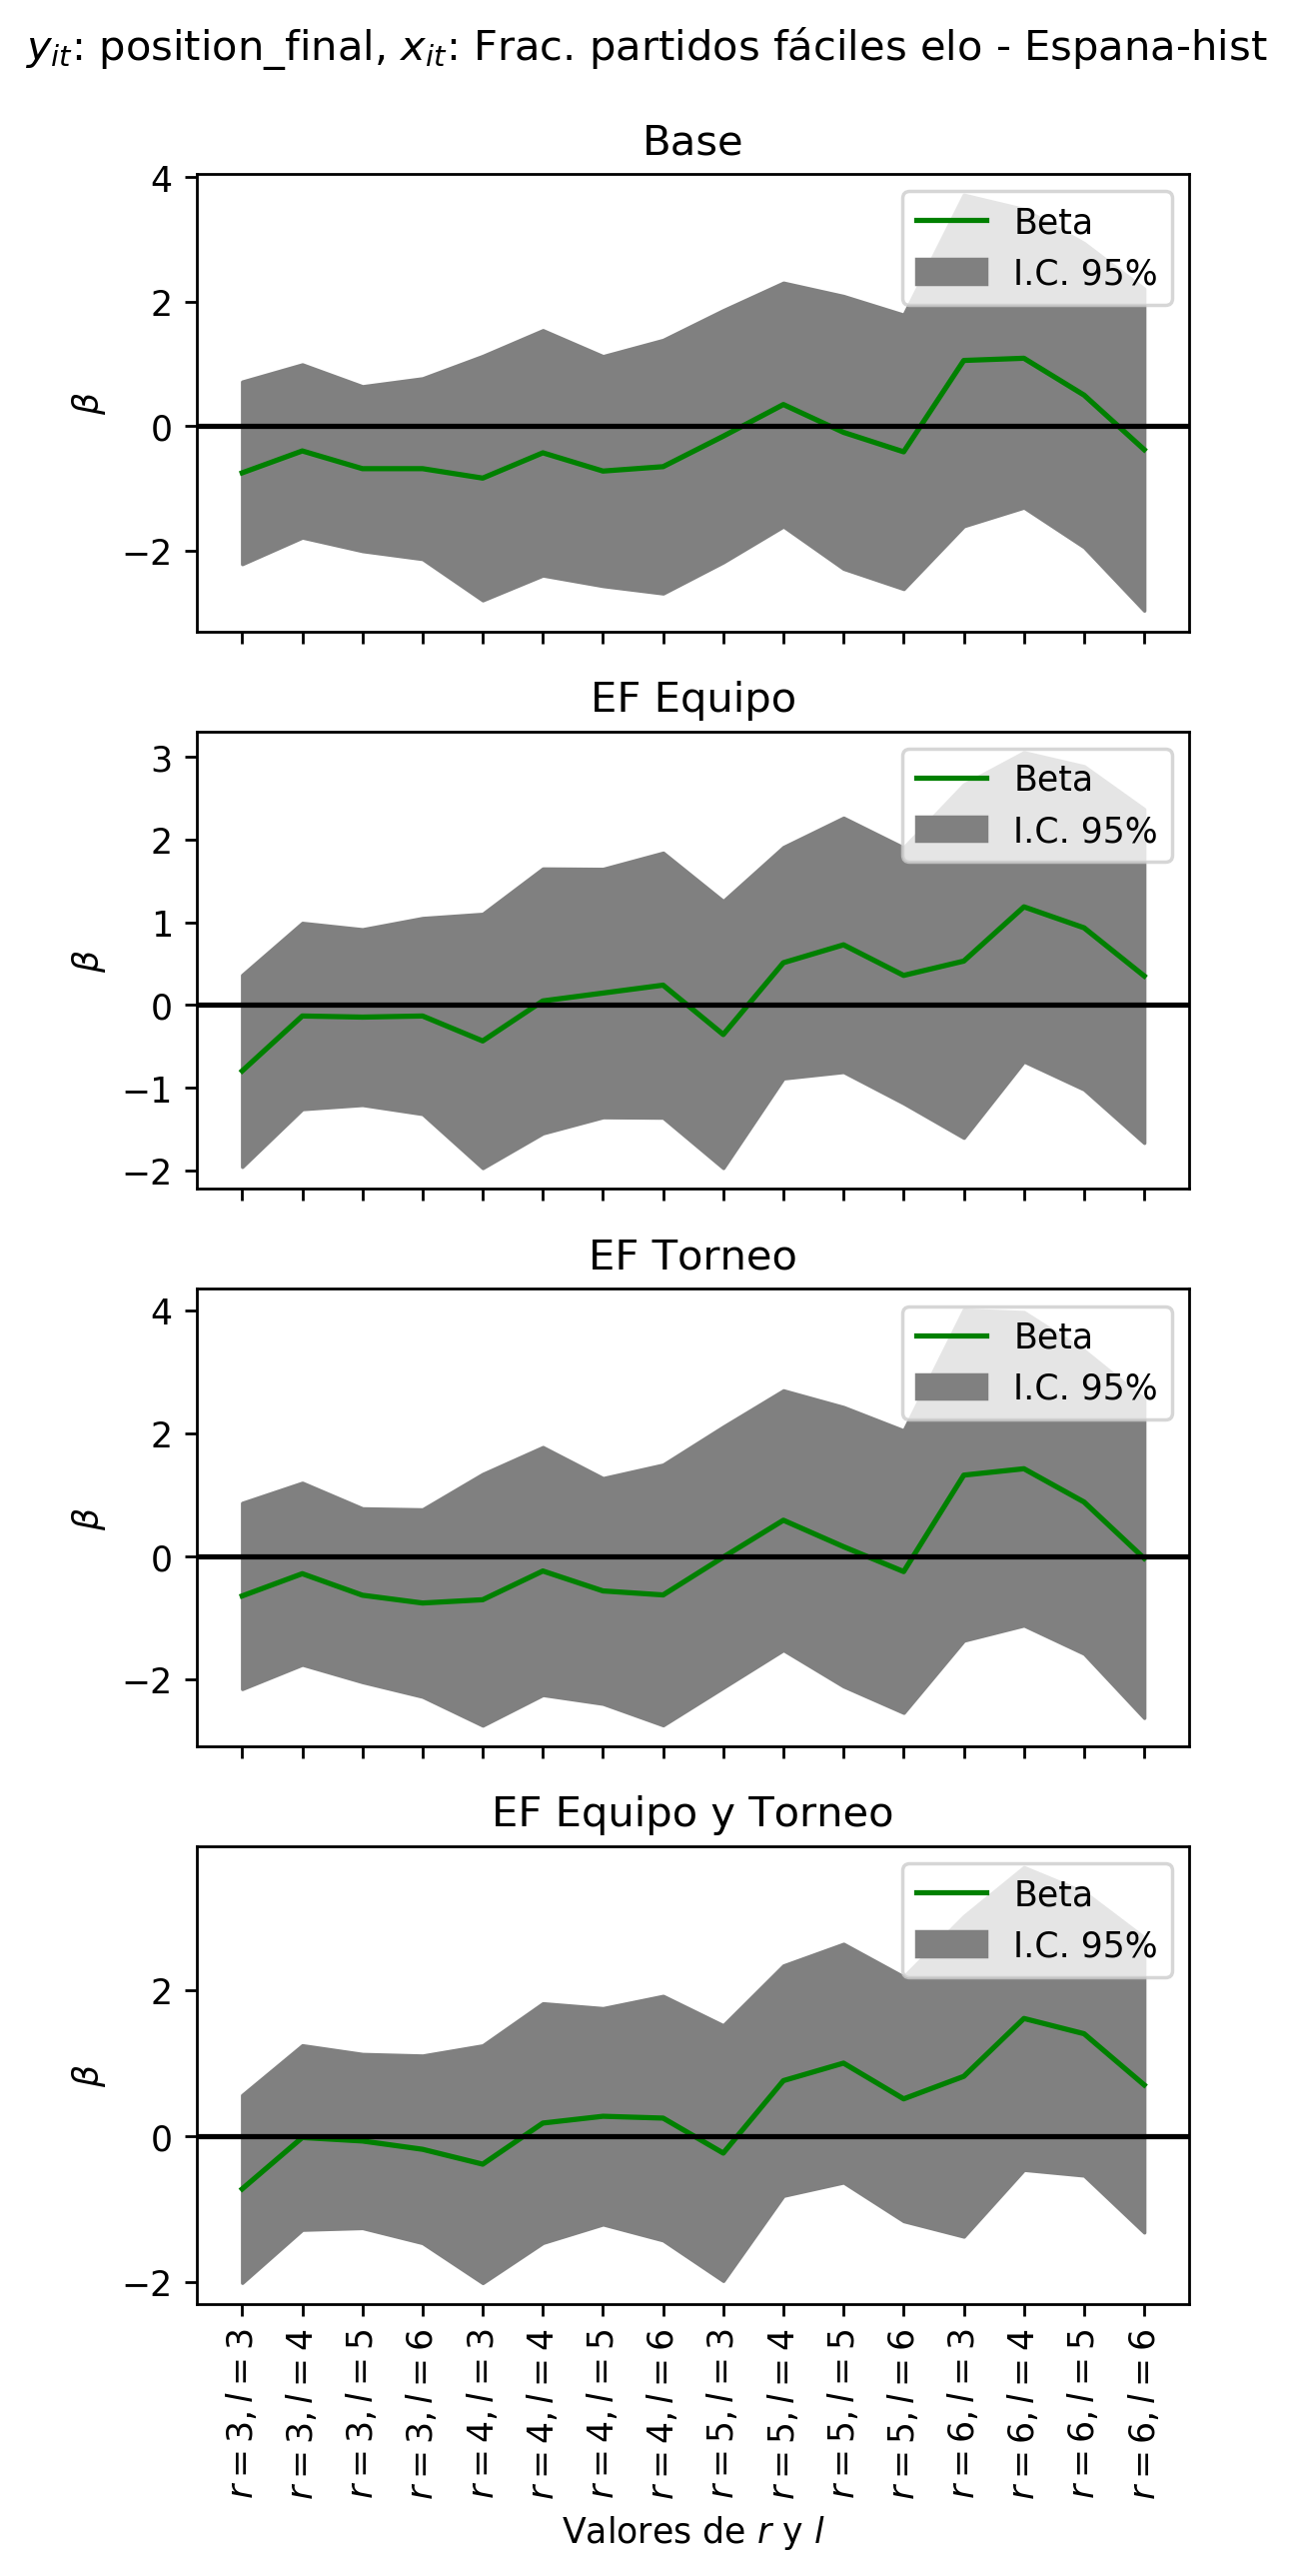 y_it: position_final, x_it: Frac. partidos fáciles elo - Espana-hist
Base
4
2
0
−2
β
Beta
I.C. 95%
EF Equipo
3
2
1
0
−1
−2
β
Beta
I.C. 95%
EF Torneo
4
2
0
−2
β
Beta
I.C. 95%
EF Equipo y Torneo
2
0
−2
β
Beta
I.C. 95%
r = 3, l = 3
r = 3, l = 4
r = 3, l = 5
r = 3, l = 6
r = 4, l = 3
r = 4, l = 4
r = 4, l = 5
r = 4, l = 6
r = 5, l = 3
r = 5, l = 4
r = 5, l = 5
r = 5, l = 6
r = 6, l = 3
r = 6, l = 4
r = 6, l = 5
r = 6, l = 6
Valores de r y l